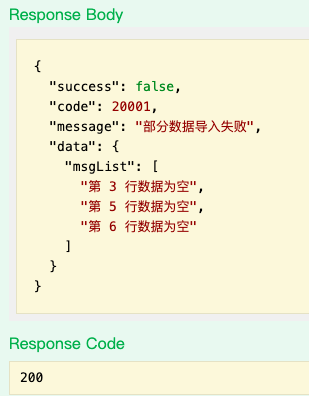 Response Body
{
"success": false,
"code": 20001,
"message": "部分数据导入失败",
"data": {
"msgList": [
"第 3 行数据为空",
"第 5 行数据为空",
"第 6 行数据为空"
]
}
}
Response Code
200